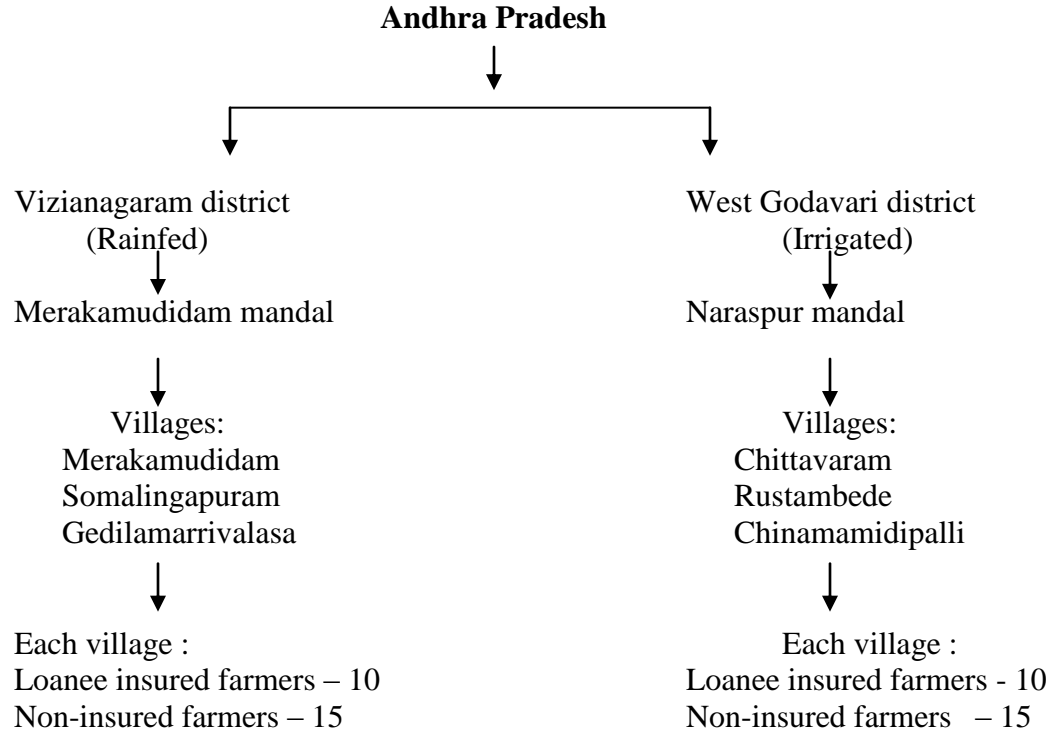 Andhra Pradesh
Vizianagaram district
(Rainfed)
Merakamudidam mandal
Villages:
Merakamudidam
Somalingapuram
Gedilamarrivalasa
Each village :
Loanee insured farmers – 10
Non-insured farmers – 15
West Godavari district
(Irrigated)
Naraspur mandal
Villages:
Chittavaram
Rustambede
Chinamamidipalli
Each village :
Loanee insured farmers - 10
Non-insured farmers – 15